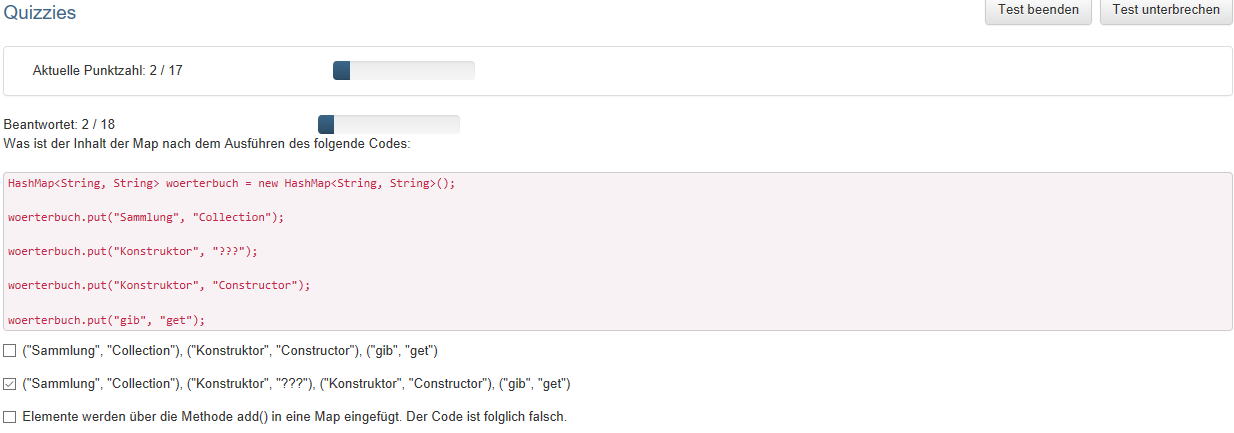 Quizzies
Test beenden
Test unterbrechen
Aktuelle Punktzahl: 2 / 17
Beantwortet: 2 / 18
Was ist der Inhalt der Map nach dem Ausführen des folgende Codes:
HashMap<String, String> woerterbuch = new HashMap<String, String>();
woerterbuch.put("Sammlung", "Collection");
woerterbuch.put("Konstruktor", "???");
woerterbuch.put("Konstruktor", "Constructor");
woerterbuch.put("gib", "get");
("Sammlung", "Collection"), ("Konstruktor", "Constructor"), ("gib", "get")
("Sammlung", "Collection"), ("Konstruktor", "???"), ("Konstruktor", "Constructor"), ("gib", "get")
Elemente werden über die Methode add() in eine Map eingefügt. Der Code ist folglich falsch.